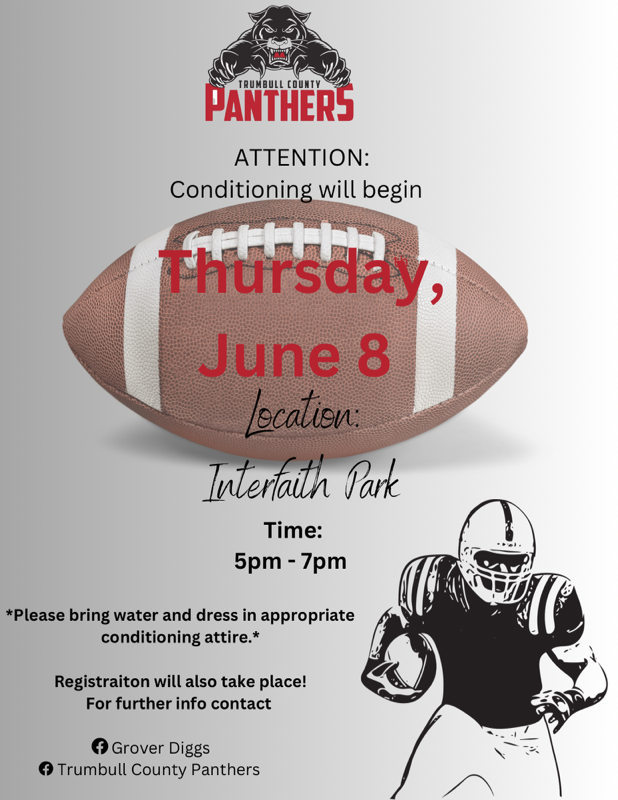 TRUMBULL COUNTY
PANTHERS
ATTENTION:
Conditioning will begin
Thursday,
June 8
Location:
Interfaith Park
Time:
5pm - 7pm
*Please bring water and dress in appropriate
conditioning attire.*
Registraiton will also take place!
For further info contact
Grover Diggs
Trumbull County Panthers